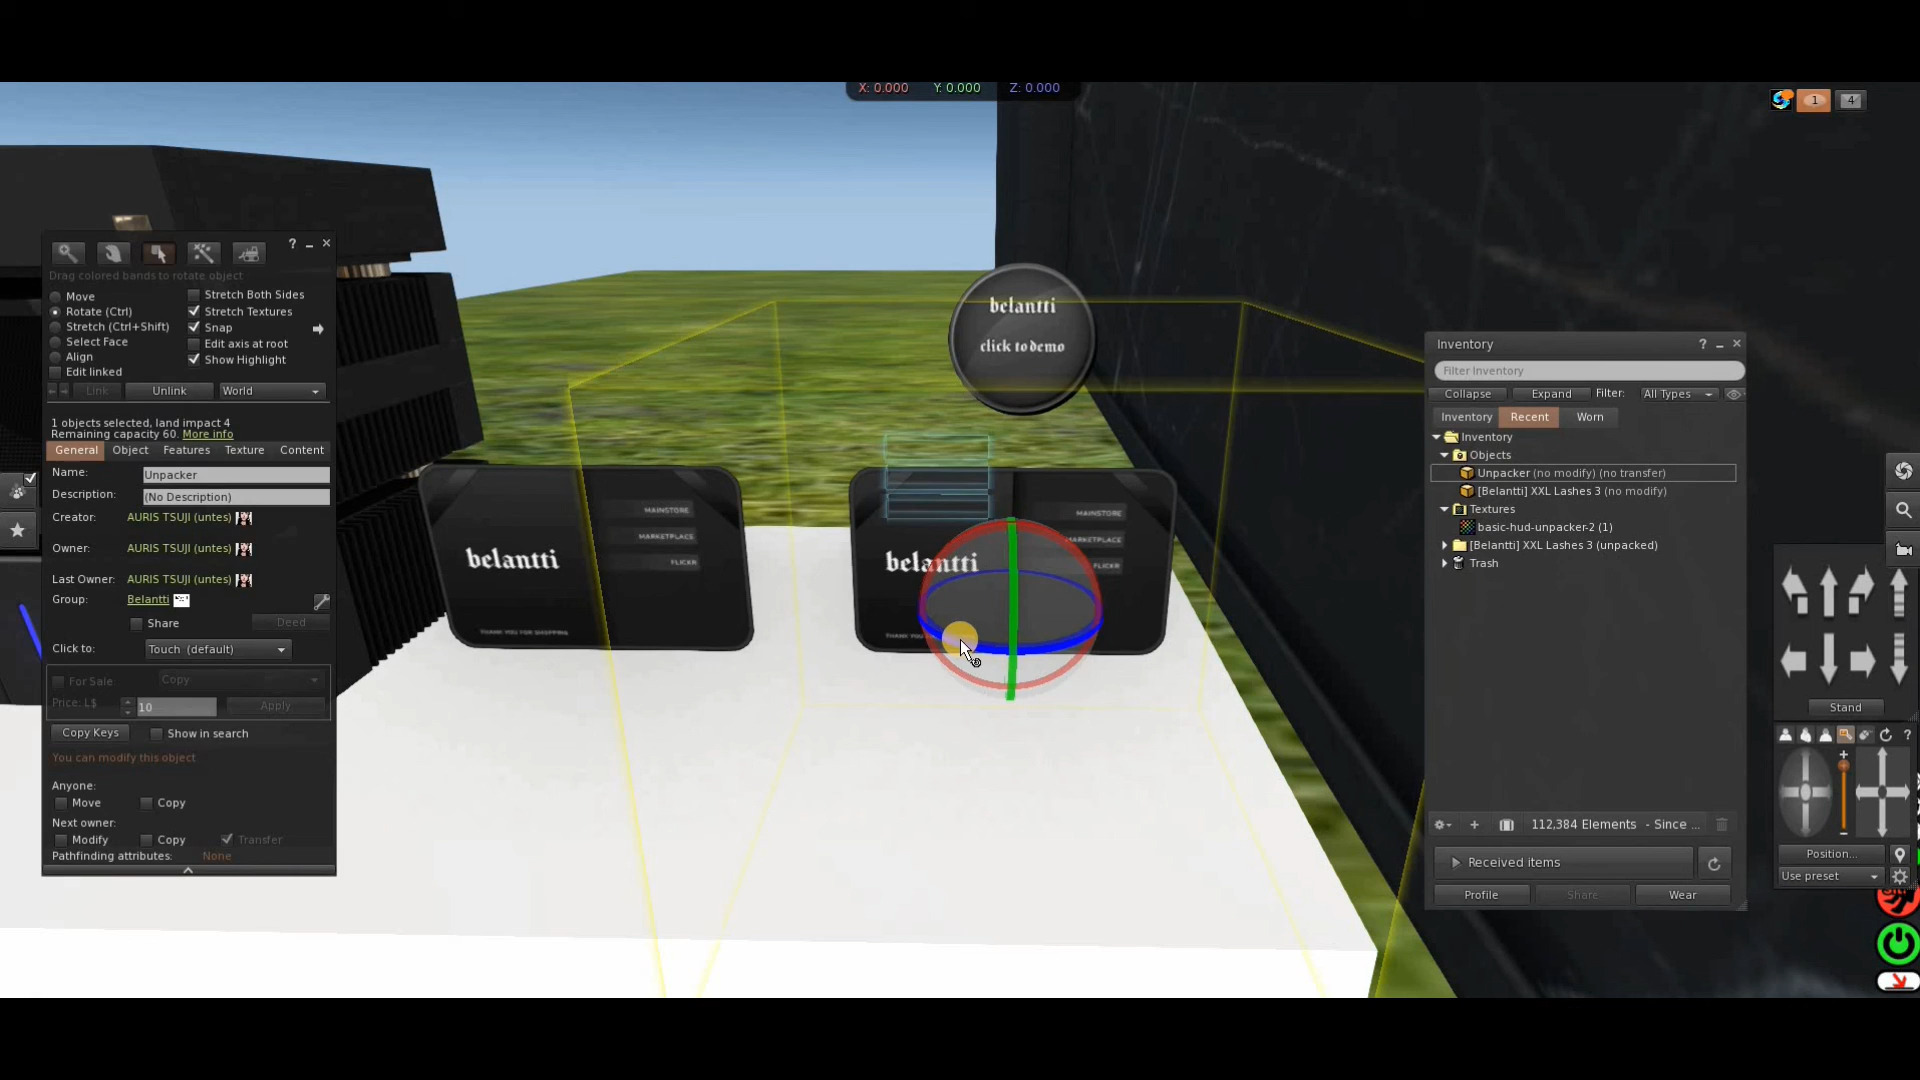 X: 0.000 Y: 0.000 Z: 0.000
1
4
? _ ×
Drag colored bands to rotate object
Move
Rotate (Ctrl)
Stretch (Ctrl+Shift)
Select Face
Align
Edit linked
Stretch Both Sides
Stretch Textures
Snap
Edit axis at root
Show Highlight
Link
Unlink
World
1 objects selected, land impact 4
Remaining capacity 60. More info
General Object Features Texture Content
Name: Unpacker
Description: (No Description)
Creator: AURIS TSUJI (untes)
Owner: AURIS TSUJI (untes)
Last Owner: AURIS TSUJI (untes)
Group: Belantti
Share
Deed
Click to: Touch (default)
For Sale
Copy
Price: L$ 10
Apply
Copy Keys
Show in search
You can modify this object
Anyone:
Move Copy
Next owner:
Modify Copy Transfer
Pathfinding attributes: None
belantti
click to demo
belantti
MAINSTORE
MARKETPLACE
FLICKR
THANK YOU FOR SHOPPING
belantti
MAINSTORE
MARKETPLACE
FLICKR
THANK YOU
Inventory
? _ ×
Filter Inventory
Collapse Expand Filter: All Types
Inventory Recent Worn
Inventory
Objects
Unpacker (no modify) (no transfer)
[Belantti] XXL Lashes 3 (no modify)
Textures
basic-hud-unpacker-2 (1)
[Belantti] XXL Lashes 3 (unpacked)
Trash
112,384 Elements - Since ...
Received items
Profile Share Wear
Stand
?
Position...
Use preset